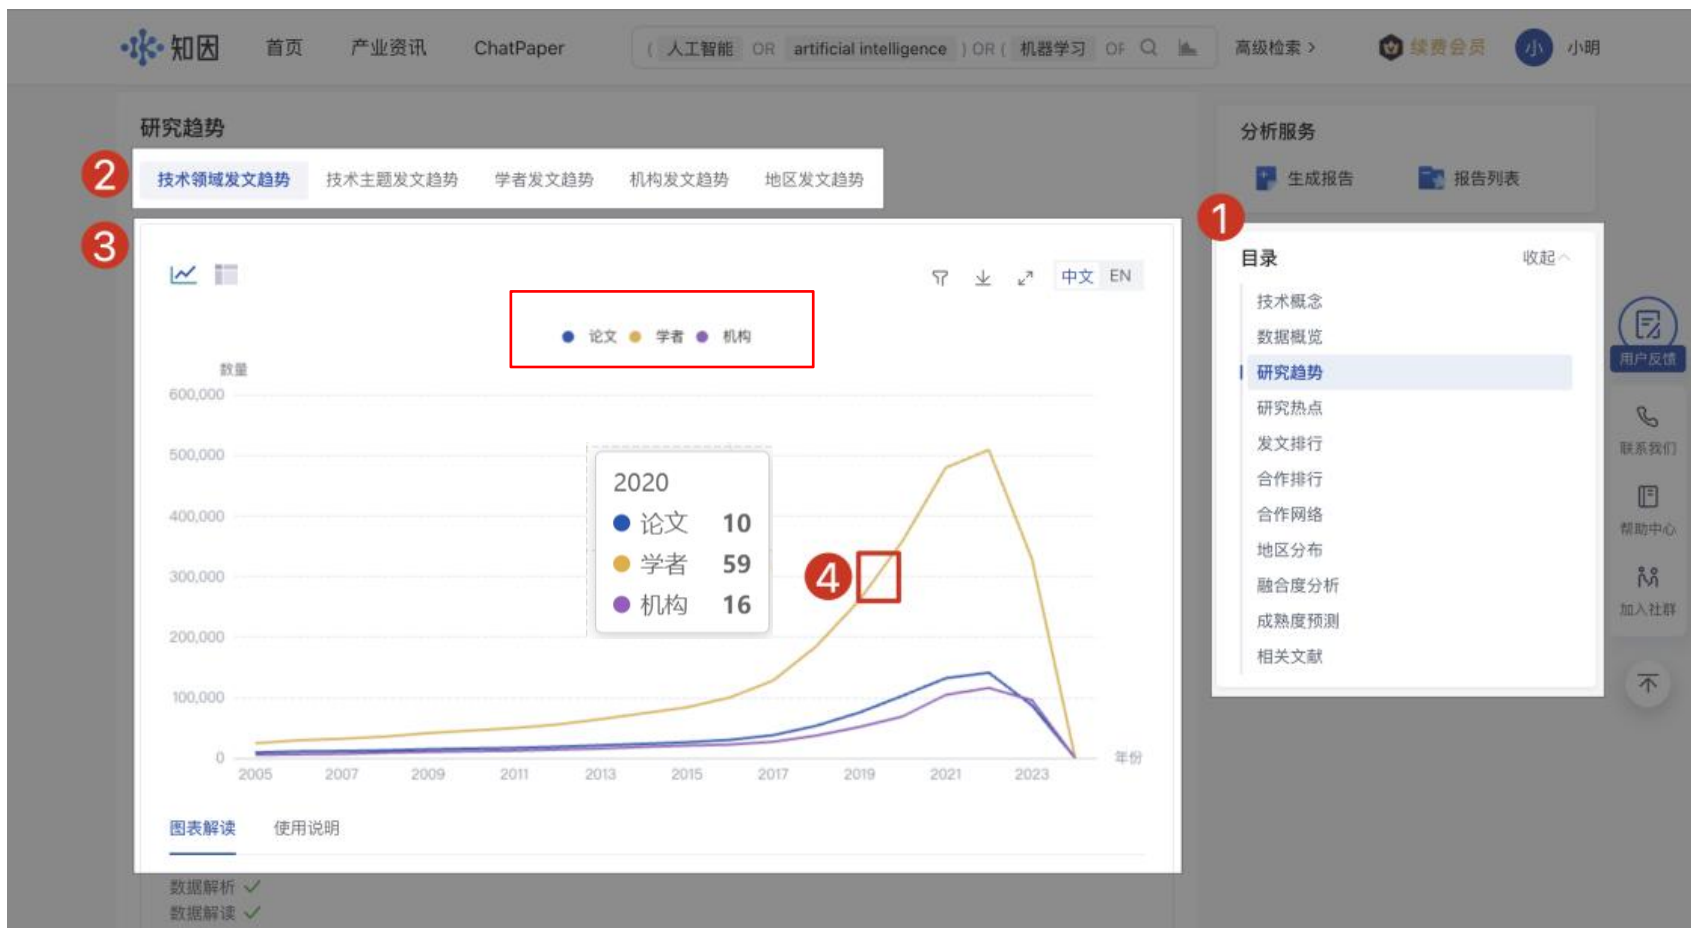 知因 首页 产业资讯 ChatPaper ( 人工智能 OR artificial intelligence ) OR ( 机器学习 OF 高级检索 > 续费会员 小 小明
研究趋势
2 技术领域发文趋势 技术主题发文趋势 学者发文趋势 机构发文趋势 地区发文趋势
3
中文 EN
论文 学者 机构
数量
600,000
500,000
400,000
300,000
200,000
100,000
0
2020
论文 10
学者 59
机构 16
4
2005 2007 2009 2011 2013 2015 2017 2019 2021 2023 年份
图表解读 使用说明
数据解析
数据解读
分析服务
生成报告 报告列表
1
目录 收起
技术概念
数据概览
研究趋势
研究热点
发文排行
合作排行
合作网络
地区分布
融合度分析
成熟度预测
相关文献
用户反馈
联系我们
帮助中心
加入社群